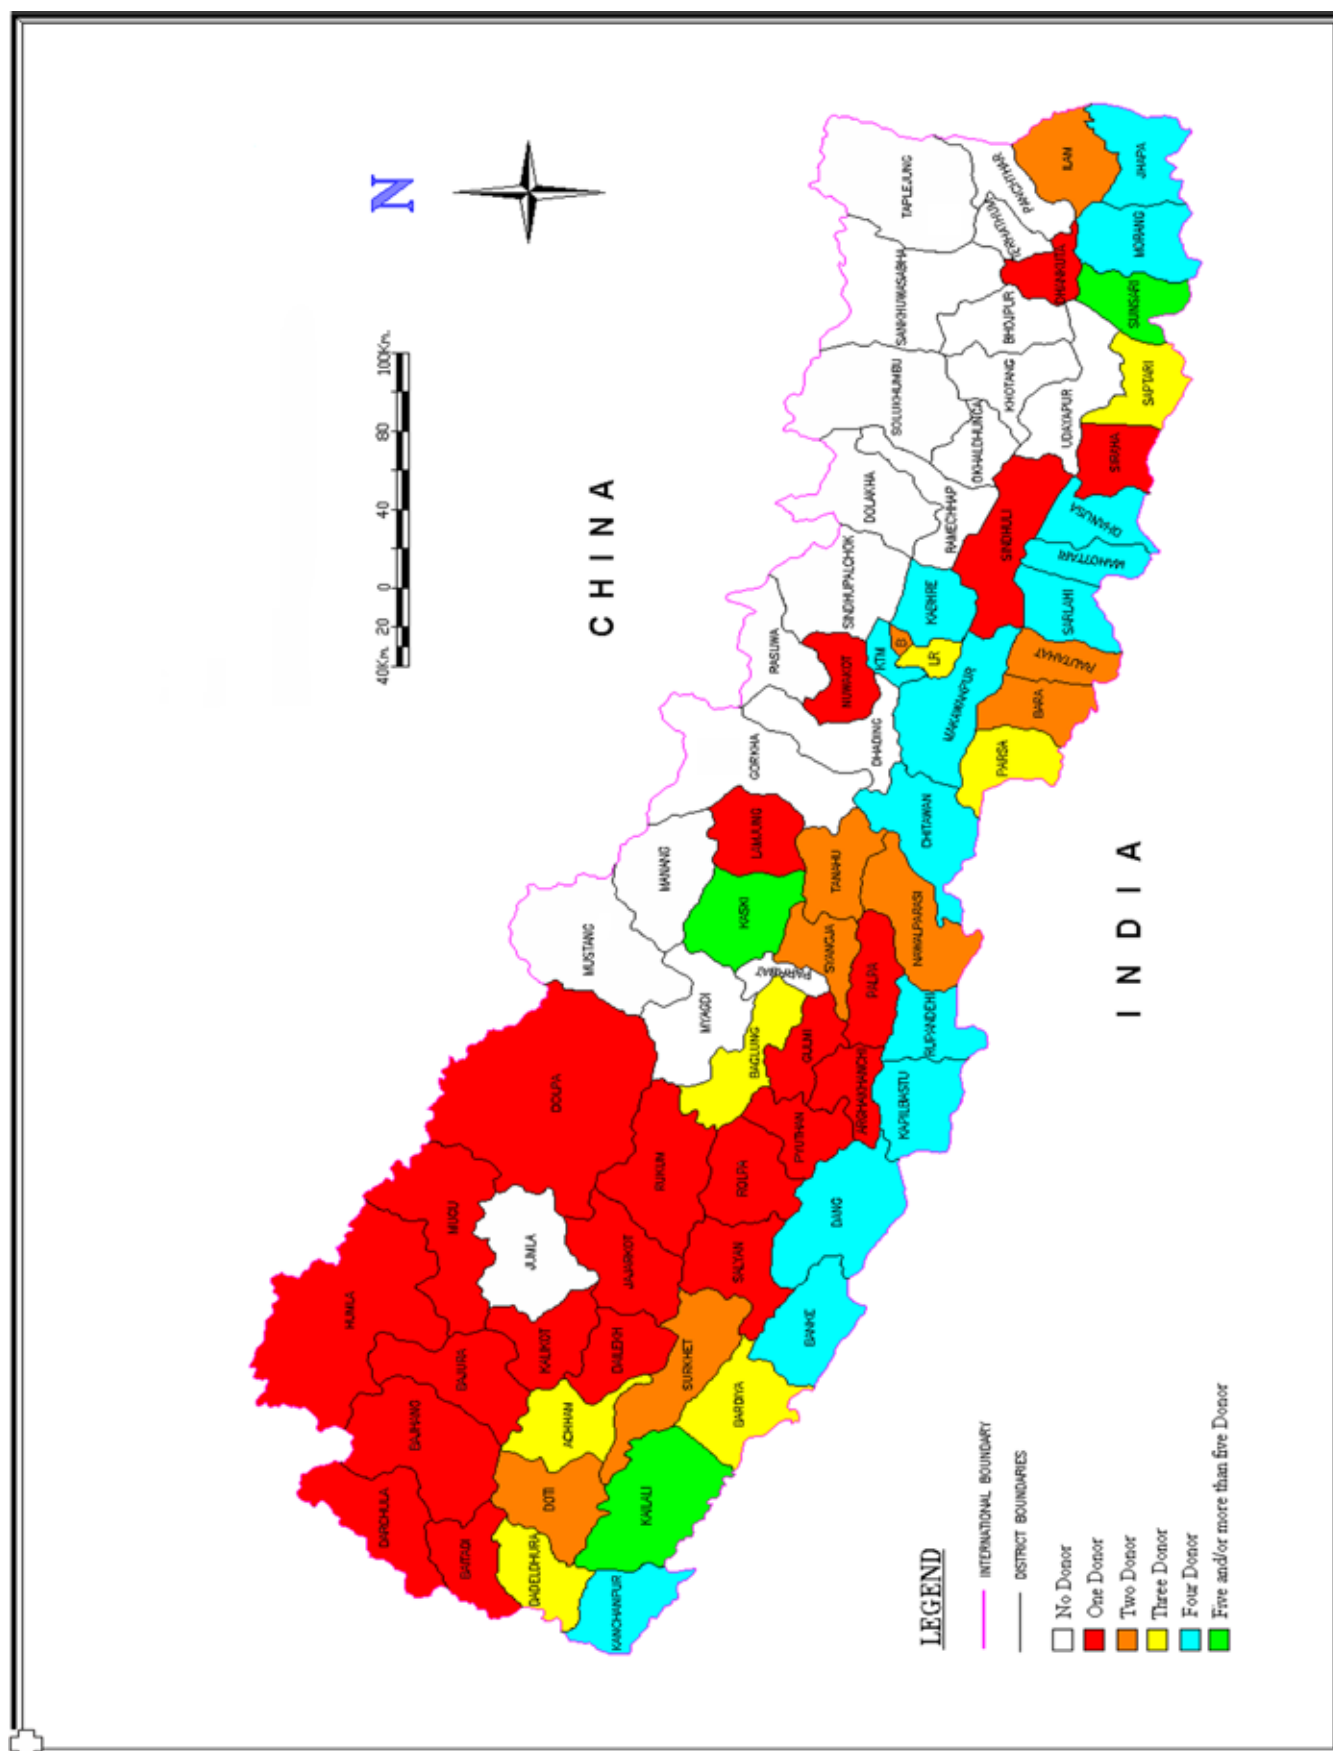 N
40Km. 20 0 40 80 100Km.
C H I N A
I N D I A
DARCHULA
BAITADI
DADELDHURA
KANCHANPUR
BAJHANG
HUMLA
BAJURA
DOTI
ACHHAM
KAILALI
MUGU
JUMLA
KALIKOT
DAILEKH
SURKHET
BARDIYA
DOLPA
JAJARKOT
RUKUN
SALYAN
BANKE
ROLPA
DANG
PYUTHAN
MUSTANG
MYAGDI
BAGLUNG
GULMI
ARGHAKHANCHI
KAPILBASTU
PARBAT
SYANGJA
PALPA
RUPANDEHI
MANANG
KASKI
LAMJUNG
TANAHU
NAWALPARASI
GORKHA
CHITAWAN
DHADING
RASUWA
NUWAKOT
MAKAWANPUR
PARSA
BARA
RAUTAHAT
SINDHUPALCHOK
KTM
B
LR
KABHRE
SARLAHI
MAHOTTARI
DHANUSA
SINDHULI
DOLAKHA
RAMECHHAP
SOLUKHUMBU
OKHALDHUNGA
KHOTANG
UDAYAPUR
SIRAHA
SAPTARI
SANKHUWASABHA
BHOJPUR
DHANKUTA
SUNSARI
TERHATHUM
MORANG
TAPLEJUNG
PANCHTHAR
ILAM
JHAPA
LEGEND
INTERNATIONAL BOUNDARY
DISTRICT BOUNDARIES
No Donor
One Donor
Two Donor
Three Donor
Four Donor
Five and/or more than five Donor